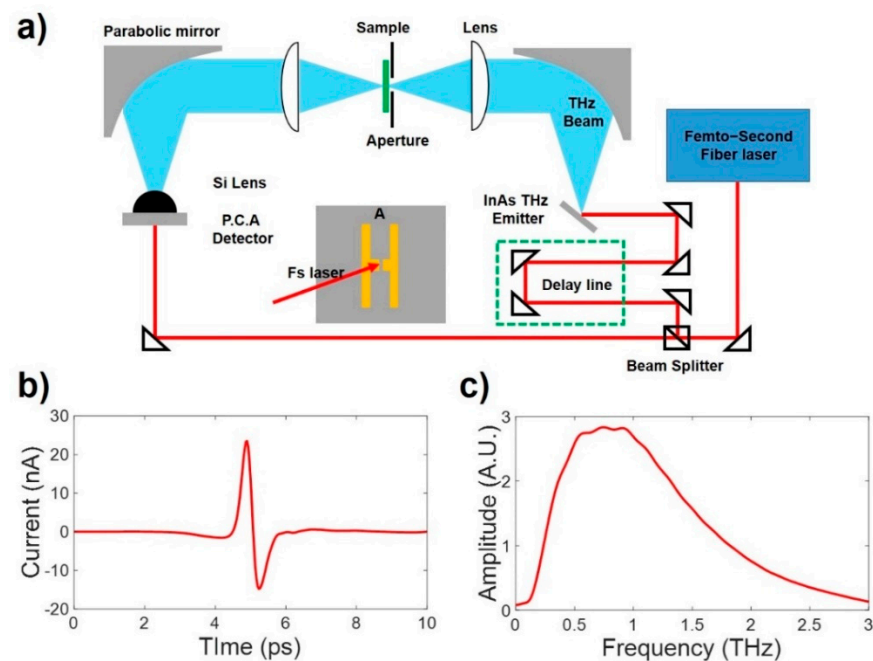 a)
Parabolic mirror
Sample
Lens
Aperture
THz
Beam
Femto-Second
Fiber laser
Si Lens
P.C.A
Detector
A
Fs laser
InAs THz
Emitter
Delay line
Beam Splitter
b)
30
20
10
0
-10
-20
Current (nA)
0 2 4 6 8 10
TIme (ps)
c)
3
2
1
0
Amplitude (A.U.)
0 0.5 1 1.5 2 2.5 3
Frequency (THz)